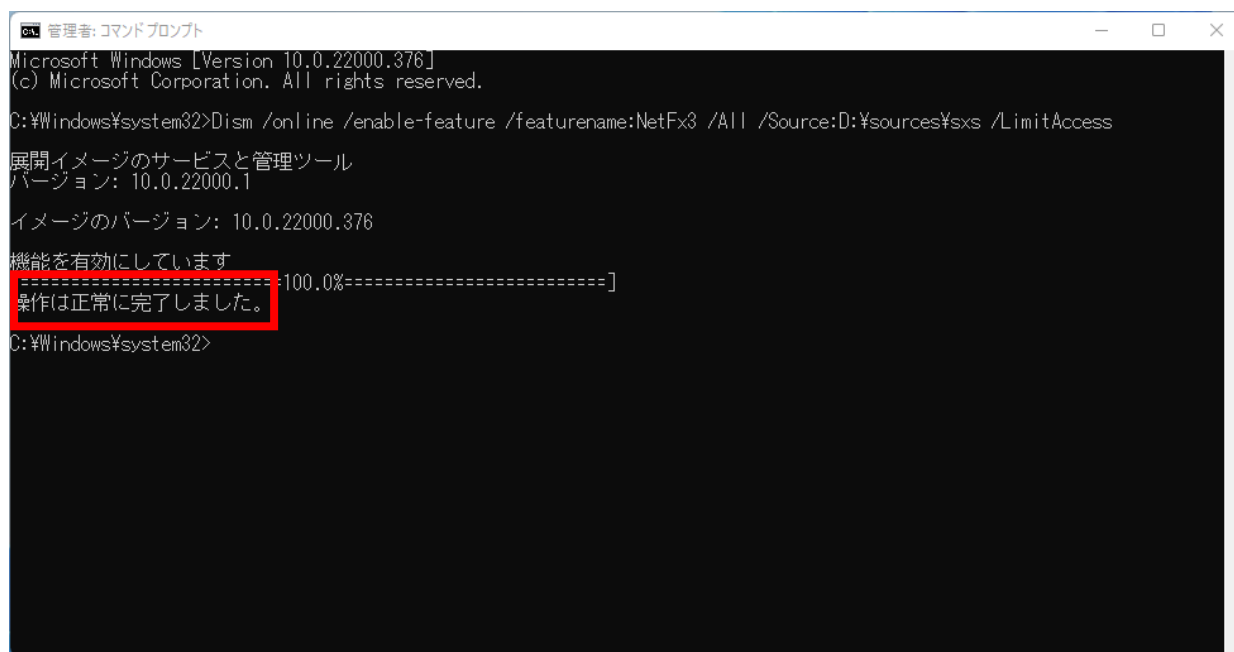 管理者: コマンド プロンプト
Microsoft Windows [Version 10.0.22000.376]
(c) Microsoft Corporation. All rights reserved.
C:¥Windows¥system32>Dism /online /enable-feature /featurename:NetFx3 /All /Source:D:¥sources¥sxs /LimitAccess
展開イメージのサービスと管理ツール
バージョン: 10.0.22000.1
イメージのバージョン: 10.0.22000.376
機能を有効にしています
==========================100.0%==========================]
操作は正常に完了しました。
C:¥Windows¥system32>